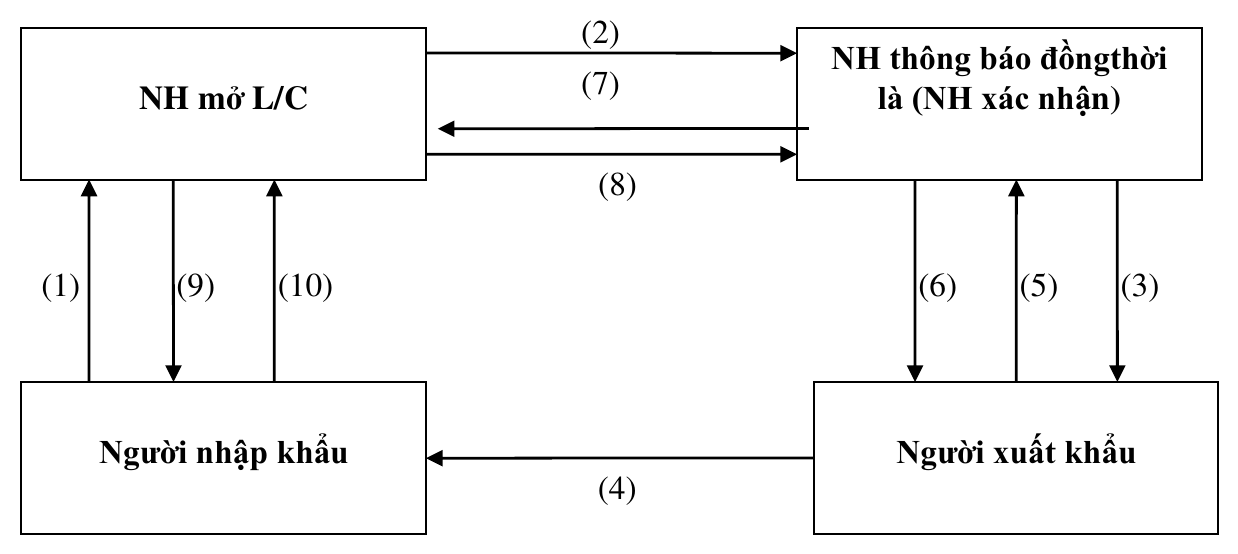 (2)
NH mở L/C
(7)
NH thông báo đồngthời
là (NH xác nhận)
(8)
(1)
(9)
(10)
(6)
(5)
(3)
Người nhập khẩu
Người xuất khẩu
(4)